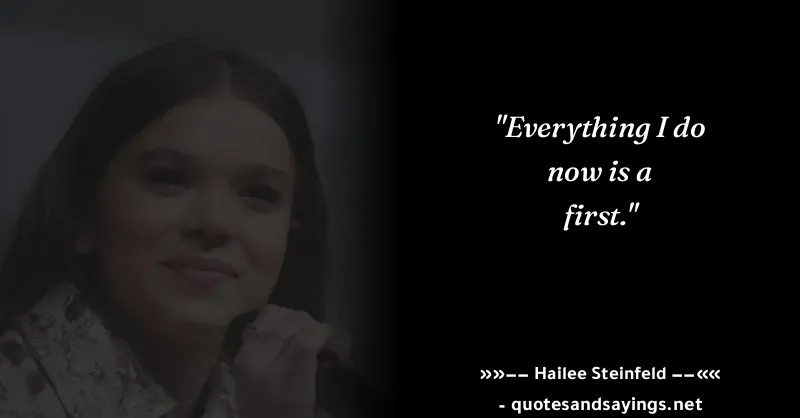 "Everything I do
now is a
first."
»»–– Hailee Steinfeld ––««
- quotesandsayings.net